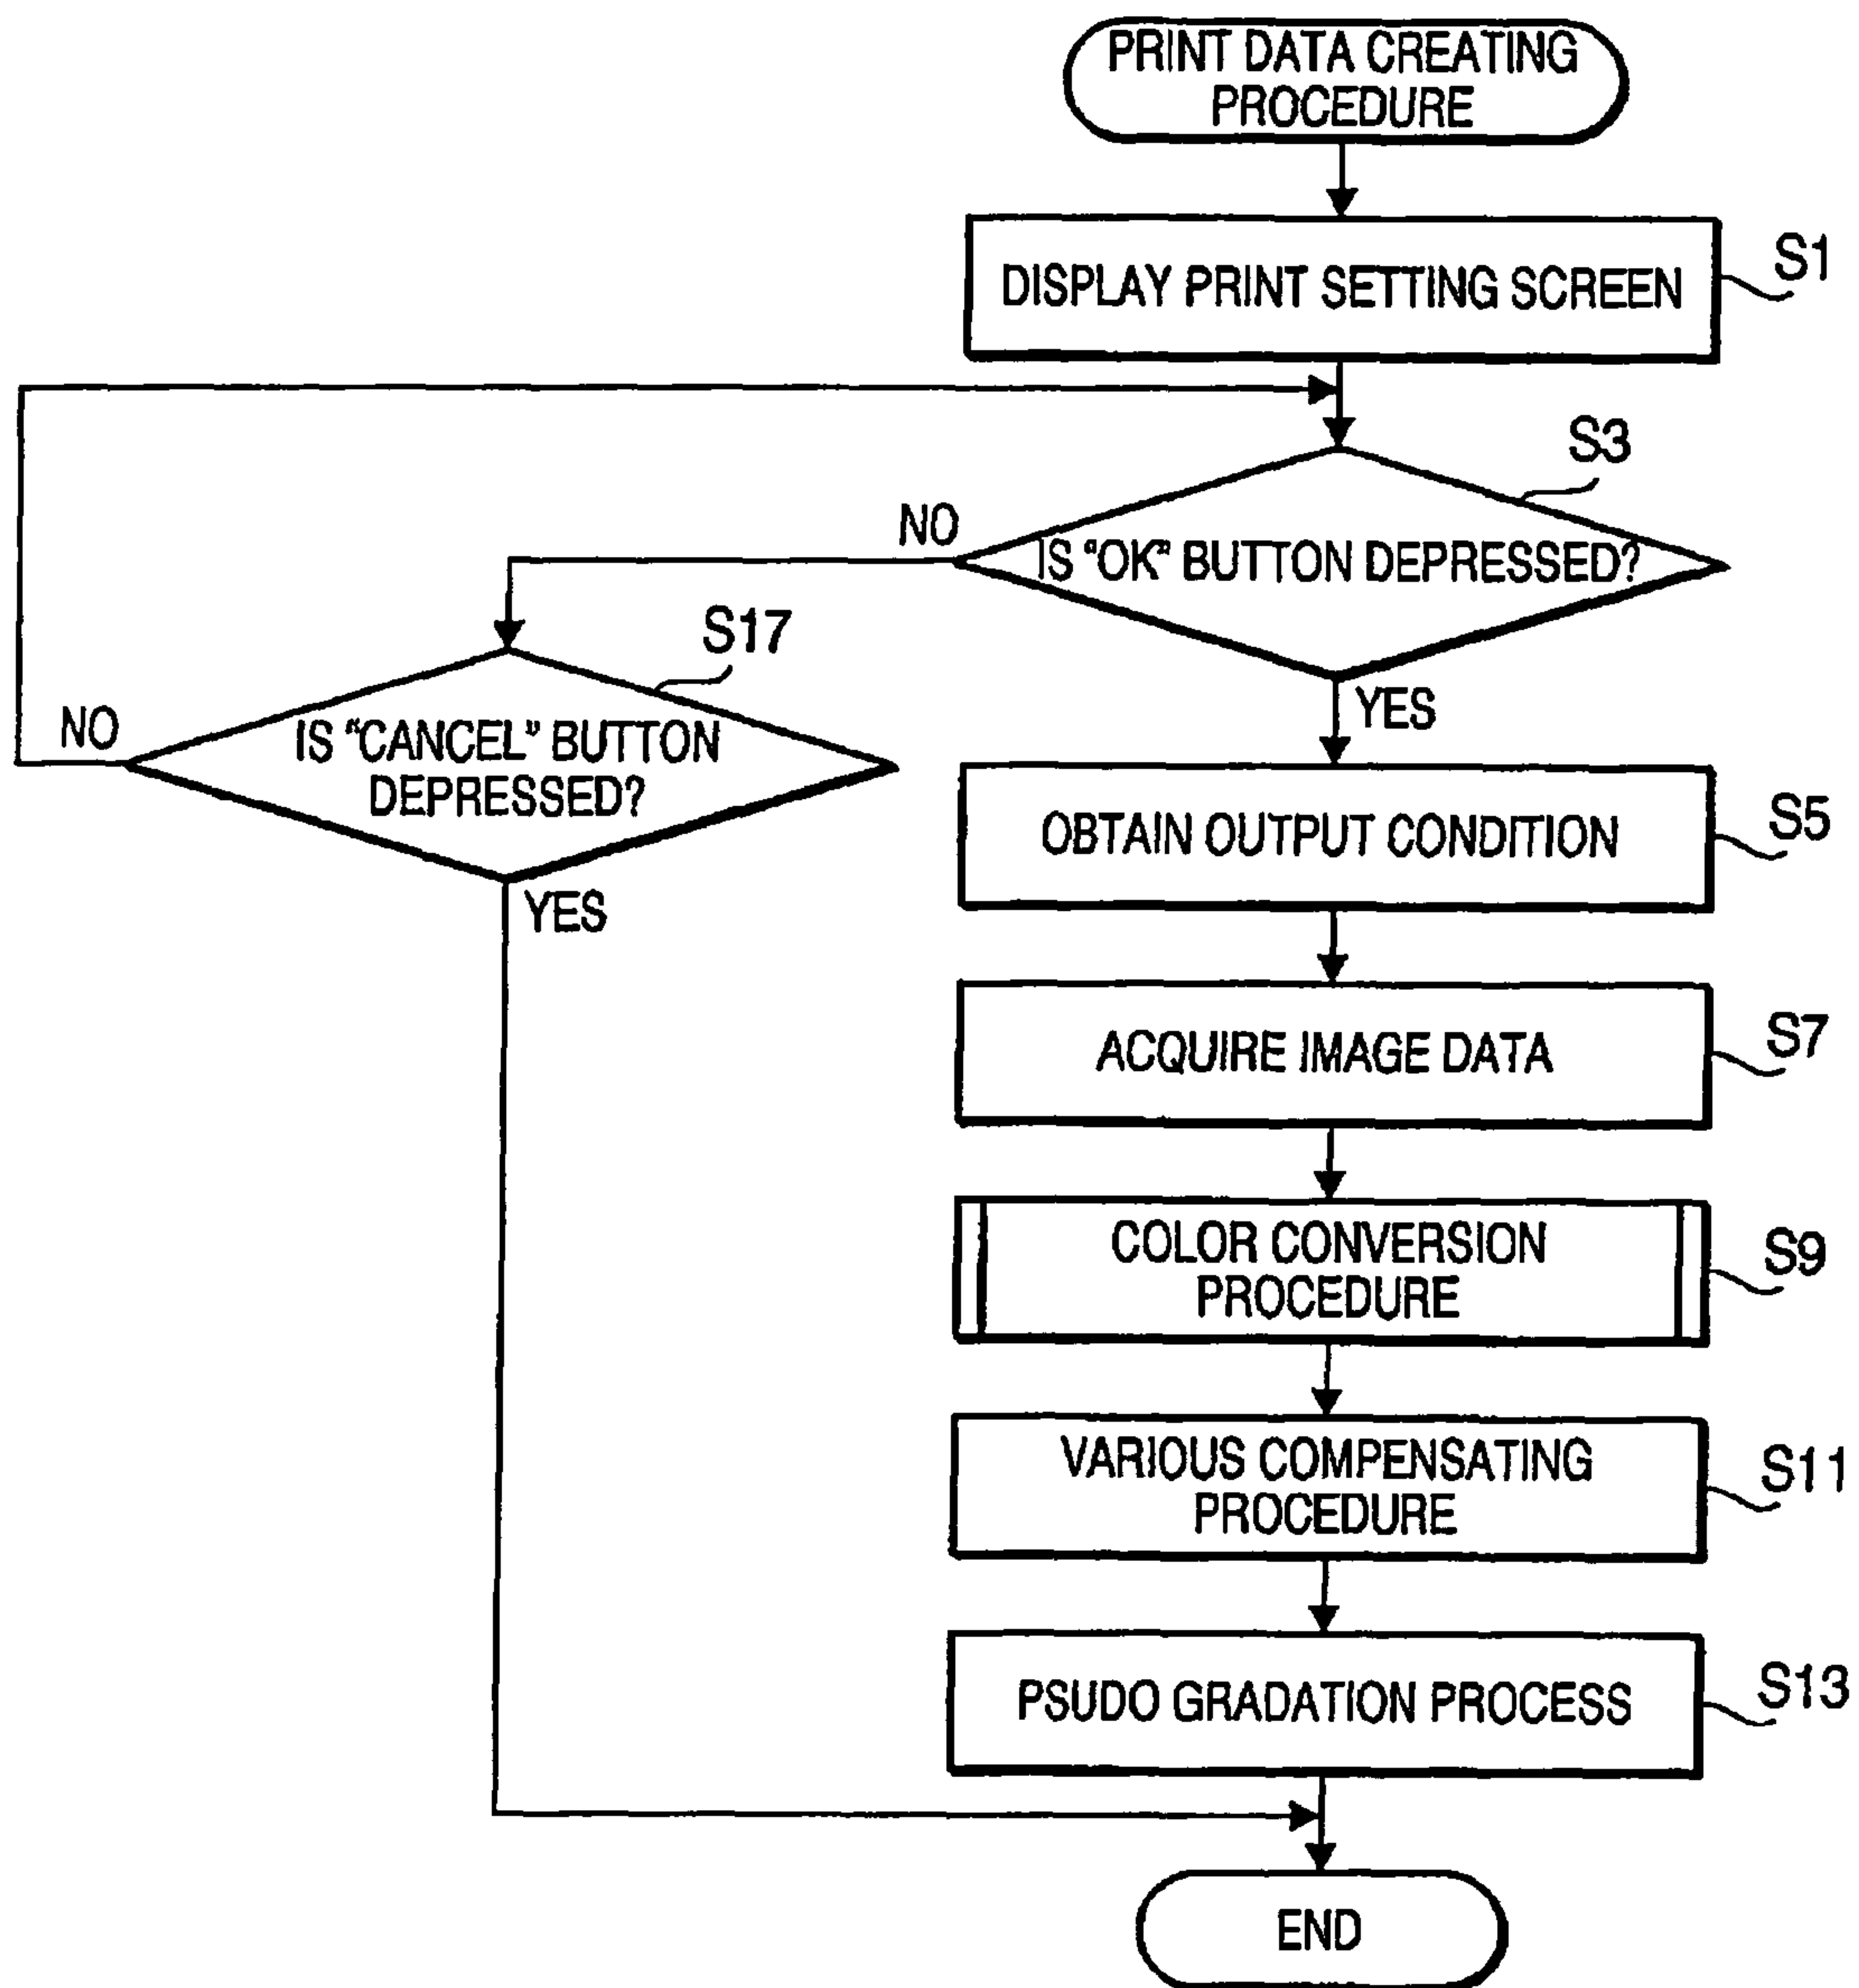 PRINT DATA CREATING
PROCEDURE
DISPLAY PRINT SETTING SCREEN
S1
S3
NO
IS "OK" BUTTON DEPRESSED?
YES
S17
NO
IS "CANCEL" BUTTON
DEPRESSED?
YES
OBTAIN OUTPUT CONDITION
S5
ACQUIRE IMAGE DATA
S7
COLOR CONVERSION
PROCEDURE
S9
VARIOUS COMPENSATING
PROCEDURE
S11
PSUDO GRADATION PROCESS
S13
END